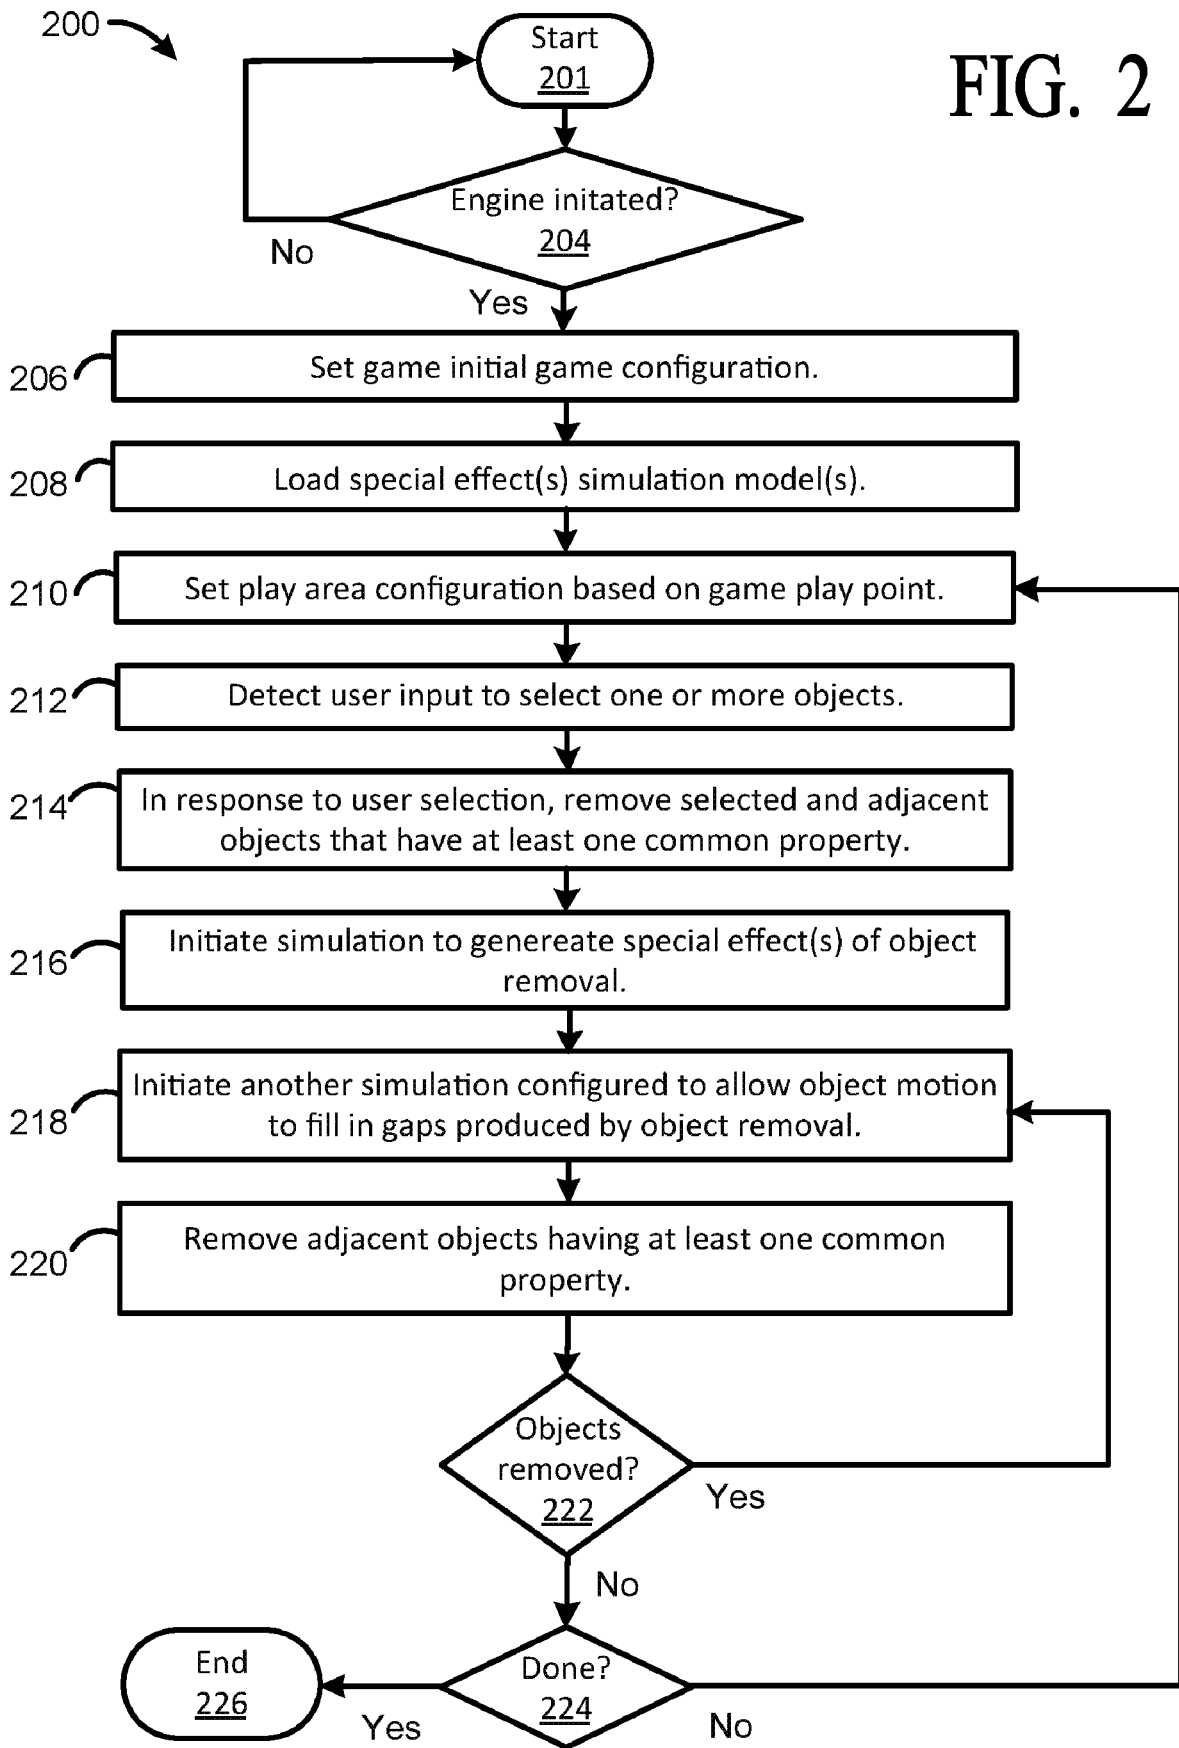 200
Start
201
FIG. 2
Engine initated?
204
No
Yes
206
Set game initial game configuration.
208
Load special effect(s) simulation model(s).
210
Set play area configuration based on game play point.
212
Detect user input to select one or more objects.
214
In response to user selection, remove selected and adjacent
objects that have at least one common property.
216
Initiate simulation to genereate special effect(s) of object
removal.
218
Initiate another simulation configured to allow object motion
to fill in gaps produced by object removal.
220
Remove adjacent objects having at least one common
property.
Objects
removed?
222
Yes
No
End
226
Done?
224
Yes
No